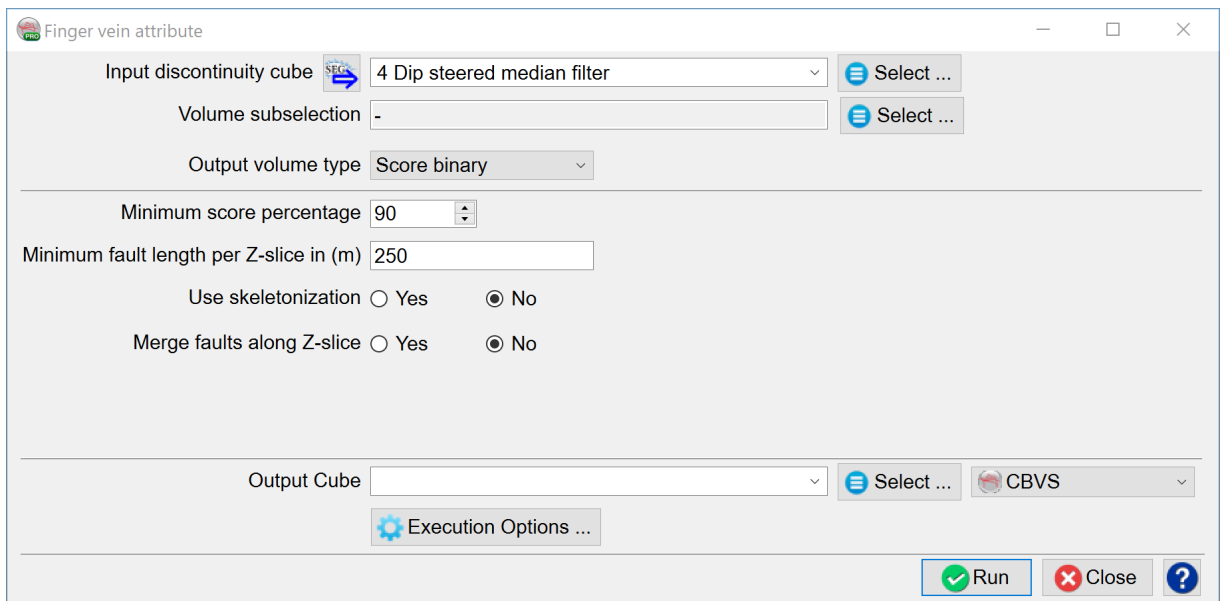 PRO Finger vein attribute
Input discontinuity cube SEG 4 Dip steered median filter Select ...
Volume subselection - Select ...
Output volume type Score binary
Minimum score percentage 90
Minimum fault length per Z-slice in (m) 250
Use skeletonization Yes No
Merge faults along Z-slice Yes No
Output Cube Select ... CBVS
Execution Options ...
Run Close ?